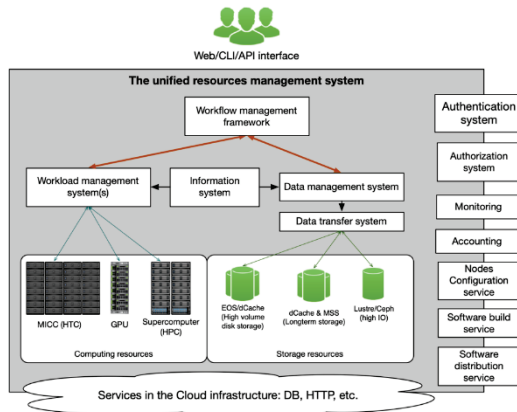 Web/CLI/API interface
The unified resources management system
Workflow management
framework
Workload management
system(s)
Information
system
Data management system
Data transfer system
MICC (HTC)
GPU
Supercomputer
(HPC)
Computing resources
EOS/dCache
(High volume
disk storage)
dCache & MSS
(Longterm storage)
Lustre/Ceph
(high IO)
Storage resources
Services in the Cloud infrastructure: DB, HTTP, etc.
Authentication
system
Authorization
system
Monitoring
Accounting
Nodes
Configuration
service
Software build
service
Software
distribution
service